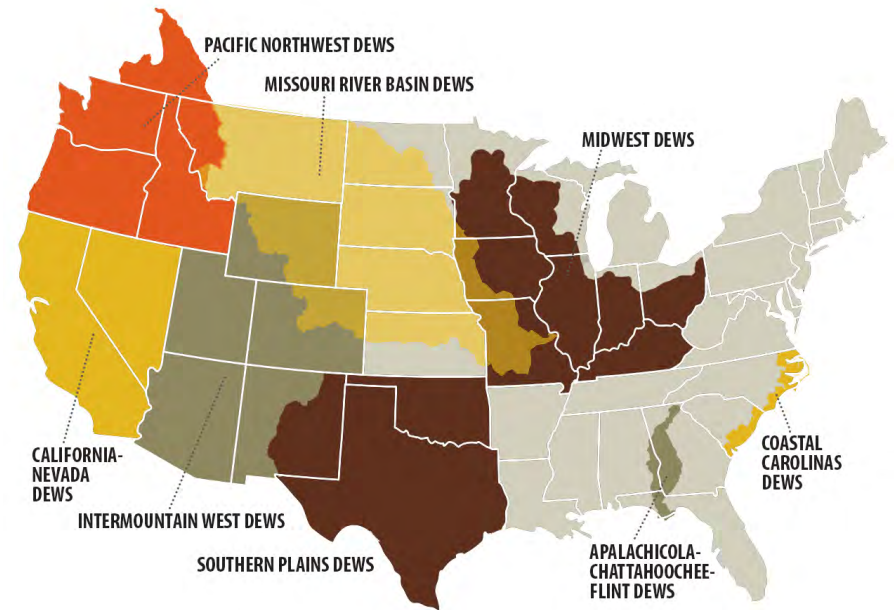 PACIFIC NORTHWEST DEWS
MISSOURI RIVER BASIN DEWS
MIDWEST DEWS
CALIFORNIA-
NEVADA
DEWS
INTERMOUNTAIN WEST DEWS
SOUTHERN PLAINS DEWS
COASTAL
CAROLINAS
DEWS
APALACHICOLA-
CHATTAHOOCHEE-
FLINT DEWS